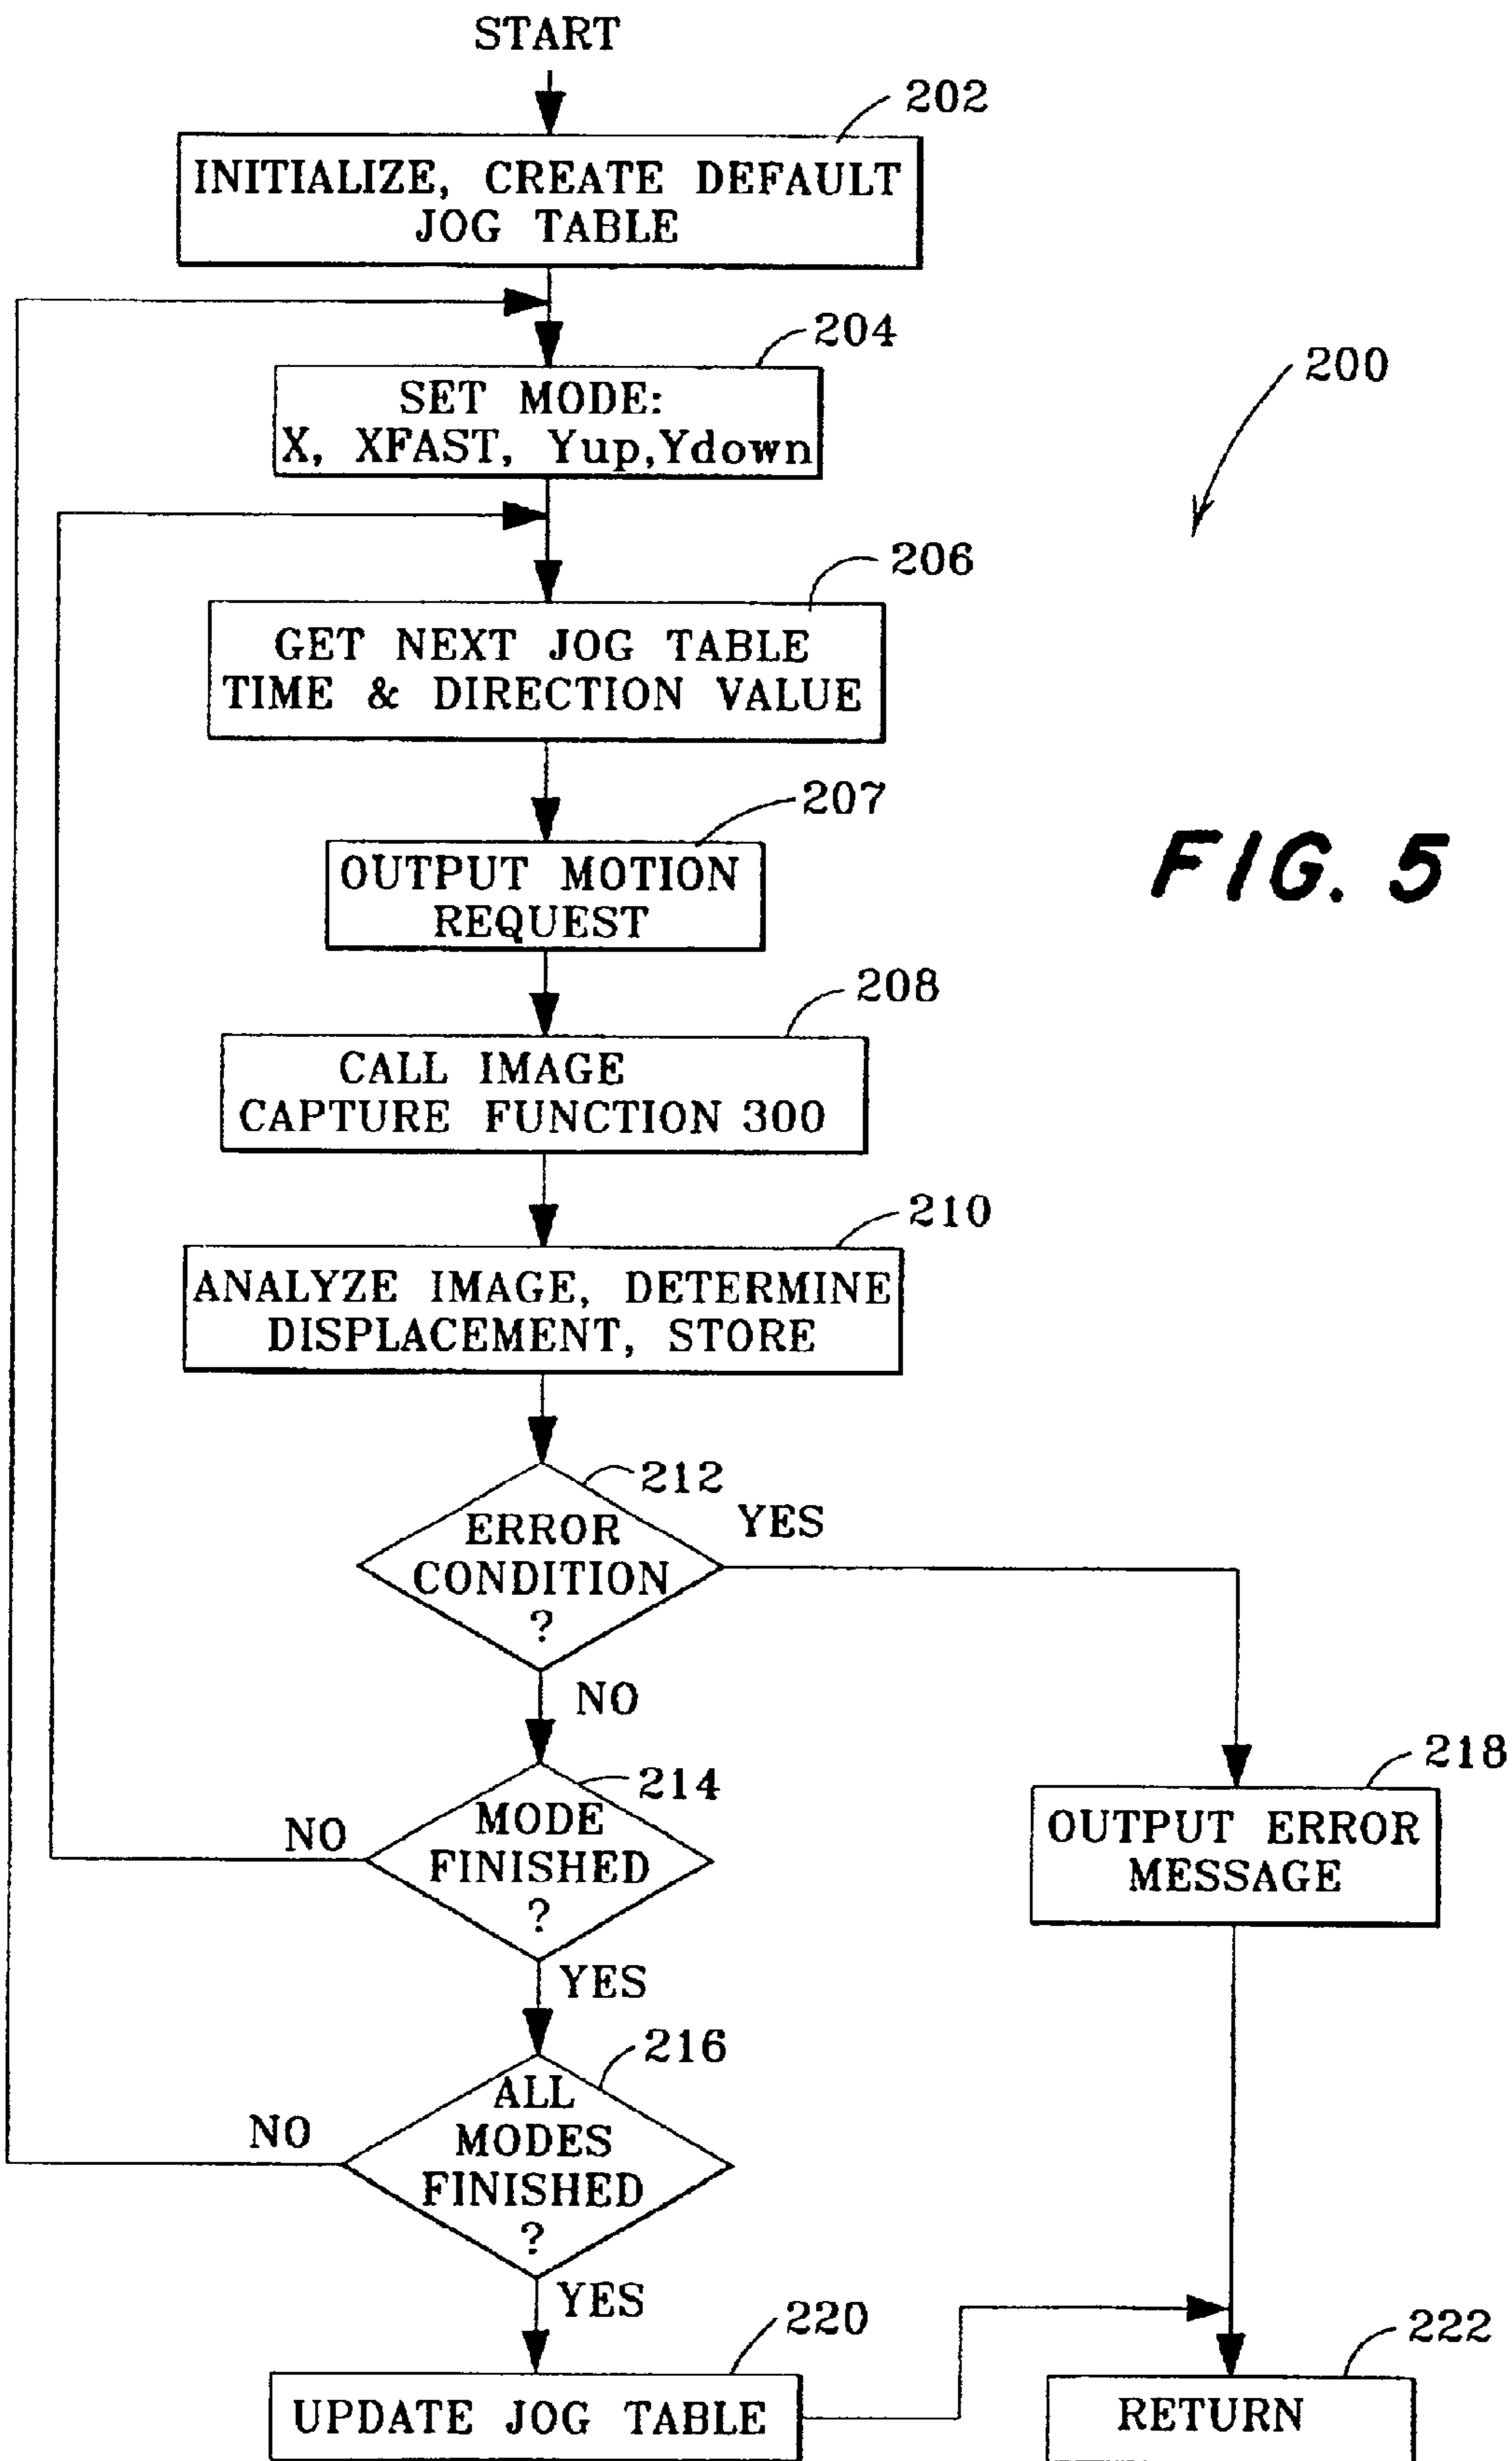 START
202
INITIALIZE, CREATE DEFAULT
JOG TABLE
204
SET MODE:
X, XFAST, Yup,Ydown
200
206
GET NEXT JOG TABLE
TIME & DIRECTION VALUE
207
OUTPUT MOTION
REQUEST
FIG. 5
208
CALL IMAGE
CAPTURE FUNCTION 300
210
ANALYZE IMAGE, DETERMINE
DISPLACEMENT, STORE
212
ERROR
CONDITION
?
YES
NO
214
MODE
FINISHED
?
NO
YES
218
OUTPUT ERROR
MESSAGE
216
ALL
MODES
FINISHED
?
NO
YES
220
UPDATE JOG TABLE
222
RETURN